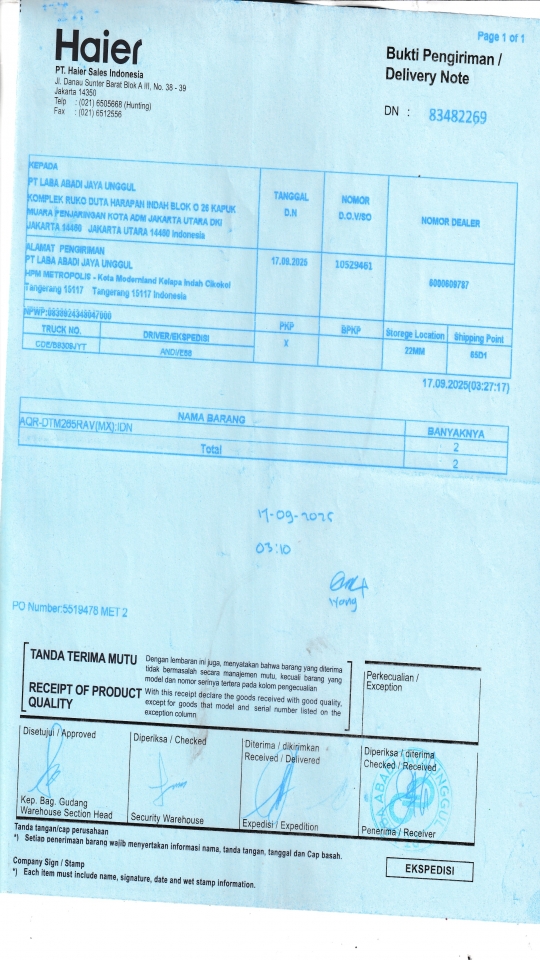 Page 1 of 1
Haier
Bukti Pengiriman /
Delivery Note
PT. Haier Sales Indonesia
Jl. Danau Sunter Barat Blok A III, No. 38 - 39
Jakarta 14350
Telp : (021) 6505668 (Hunting)
Fax : (021) 6512556
DN : 83482269
KEPADA
PT LABA ABADI JAYA UNGGUL
KOMPLEK RUKO DUTA HARAPAN INDAH BLOK O 26 KAPUK
MUARA PENJARINGAN KOTA ADM JAKARTA UTARA DKI
JAKARTA 14460 JAKARTA UTARA 14460 Indonesia
TANGGAL
D.N
NOMOR
D.O.V/SO
NOMOR DEALER
ALAMAT PENGIRIMAN
PT LABA ABADI JAYA UNGGUL
HPM METROPOLIS - Kota Modernland Kelapa Indah Cikokol
Tangerang 15117 Tangerang 15117 Indonesia
17.09.2025
10529461
NPWP:
TRUCK NO.
DRIVER/EKSPEDISI
PKP
BPKP
Storege Location
Shipping Point
X
22MM
85D1
17.09.2025(03:27:17)
NAMA BARANG
BANYAKNYA
AQR-DTM285RAV(MX):IDN
2
Total
2
17-09-2025
03:10
Iyong
PO Number:5519478 MET 2
TANDA TERIMA MUTU
Dengan lembaran ini juga, menyatakan bahwa barang yang diterima
tidak bermasalah secara manajemen mutu, kecuali barang yang
model dan nomor serinya tertera pada kolom pengecualian
RECEIPT OF PRODUCT
QUALITY
With this receipt declare the goods received with good quality,
except for goods that model and serial number listed on the
exception column
Perkecualian /
Exception
Disetujui / Approved
Diperiksa / Checked
Diterima / dikirimkan
Received / Delivered
Diperiksa / diterima
Checked / Received
Kep. Bag. Gudang
Warehouse Section Head
Security Warehouse
Expedisi / Expedition
Penerima / Receiver
Tanda tangan/cap perusahaan
*) Setiap penerimaan barang wajib menyertakan informasi nama, tanda tangan, tanggal dan Cap basah.
Company Sign / Stamp
*) Each item must include name, signature, date and wet stamp information.
EKSPEDISI